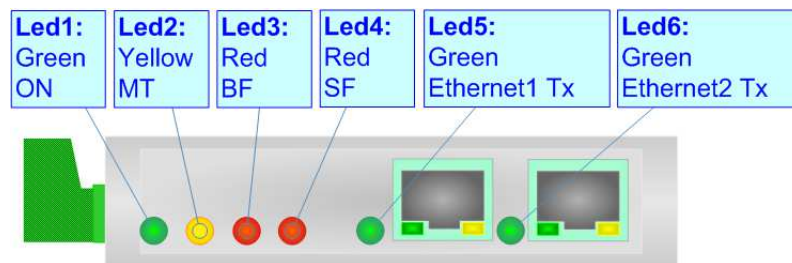 Led1:
Green
ON
Led2:
Yellow
MT
Led3:
Red
BF
Led4:
Red
SF
Led5:
Green
Ethernet1 Tx
Led6:
Green
Ethernet2 Tx